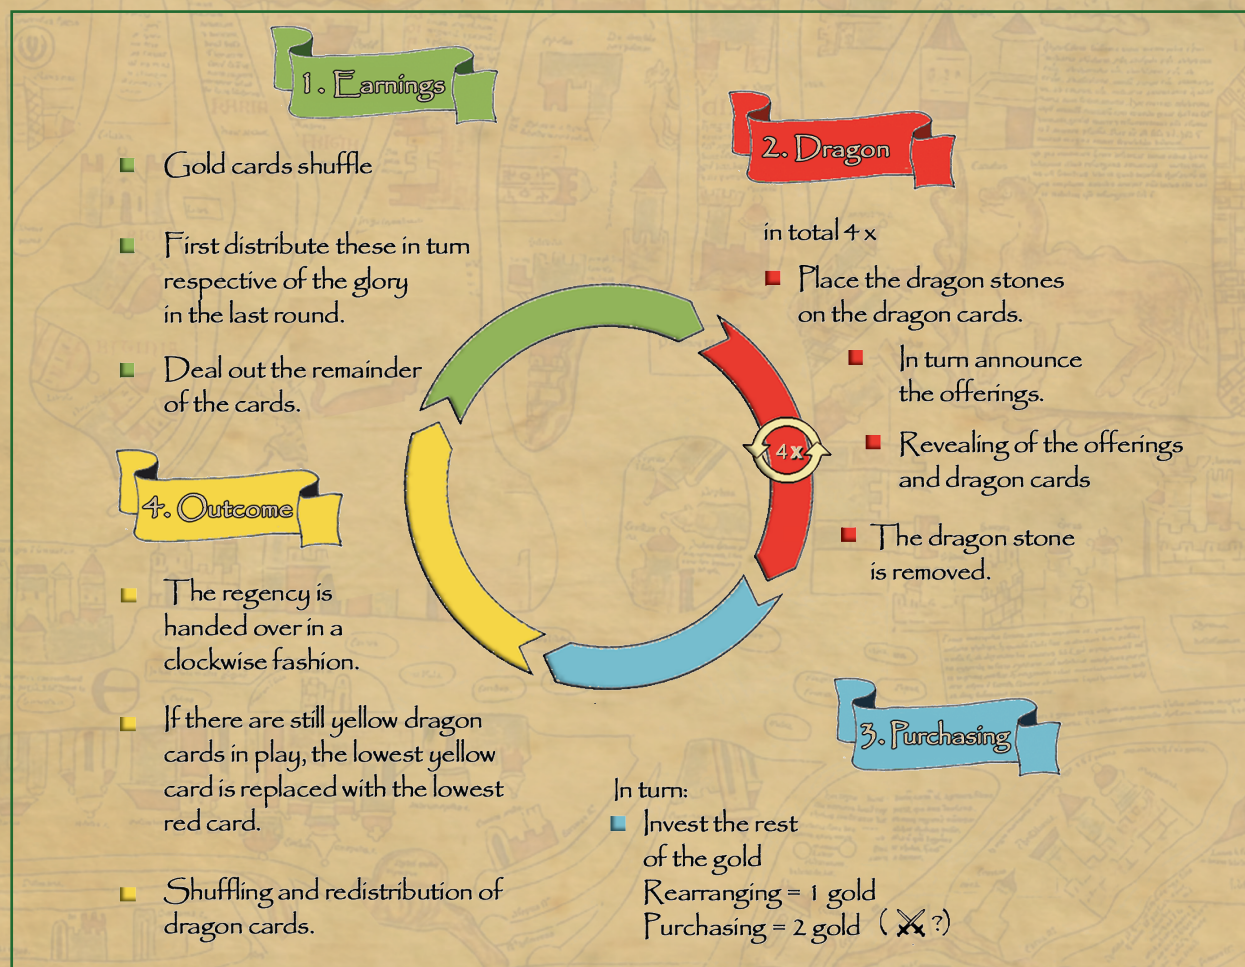 1. Earnings
Gold cards shuffle
First distribute these in turn
respective of the glory
in the last round.
Deal out the remainder
of the cards.
2. Dragon
in total 4 x
Place the dragon stones
on the dragon cards.
In turn announce
the offerings.
Revealing of the offerings
and dragon cards
The dragon stone
is removed.
4x
3. Purchasing
In turn:
Invest the rest
of the gold
Rearranging = 1 gold
Purchasing = 2 gold ( ?)
4. Outcome
The regency is
handed over in a
clockwise fashion.
If there are still yellow dragon
cards in play, the lowest yellow
card is replaced with the lowest
red card.
Shuffling and redistribution of
dragon cards.